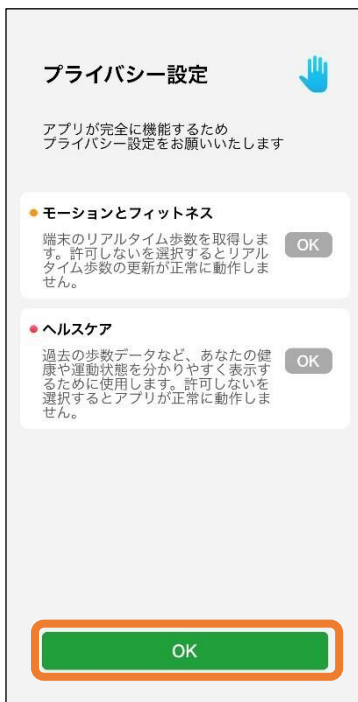 プライバシー設定
アプリが完全に機能するため
プライバシー設定をお願いいたします
モーションとフィットネス
端末のリアルタイム歩数を取得しま
す。許可しないを選択するとリアル
タイム歩数の更新が正常に動作しま
せん。
OK
ヘルスケア
過去の歩数データなど、あなたの健
康や運動状態を分かりやすく表示す
るために使用します。許可しないを
選択するとアプリが正常に動作しま
せん。
OK
OK